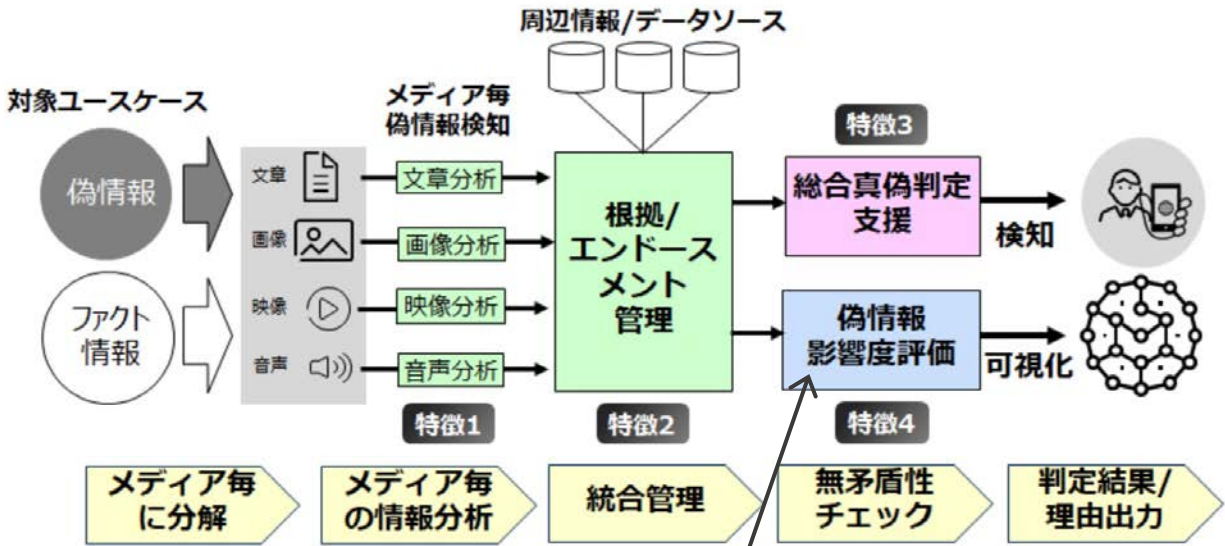 周辺情報/データソース
対象ユースケース
メディア毎
偽情報検知
特徴3
偽情報
文章
文章分析
根拠/
エンドース
メント
管理
総合真偽判定
支援
検知
画像
画像分析
ファクト
情報
映像
映像分析
偽情報
影響度評価
可視化
音声
音声分析
特徴1
特徴2
特徴4
メディア毎
に分解
メディア毎
の情報分析
統合管理
無矛盾性
チェック
判定結果/
理由出力